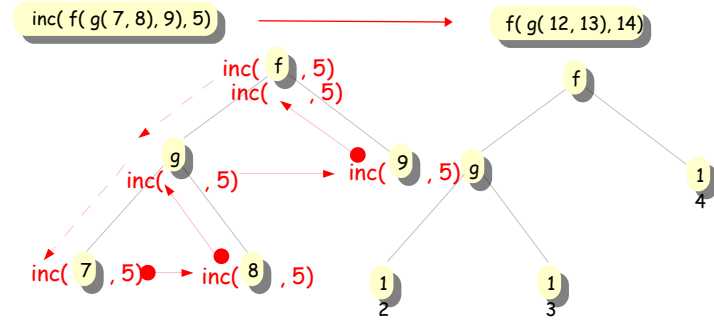 inc( f( g( 7, 8), 9), 5)
f( g( 12, 13), 14)
inc( f , 5)
inc( , 5)
f
g
inc( , 5)
inc( 9 , 5)
g
1
4
inc( 7 , 5)
inc( 8 , 5)
1
2
1
3